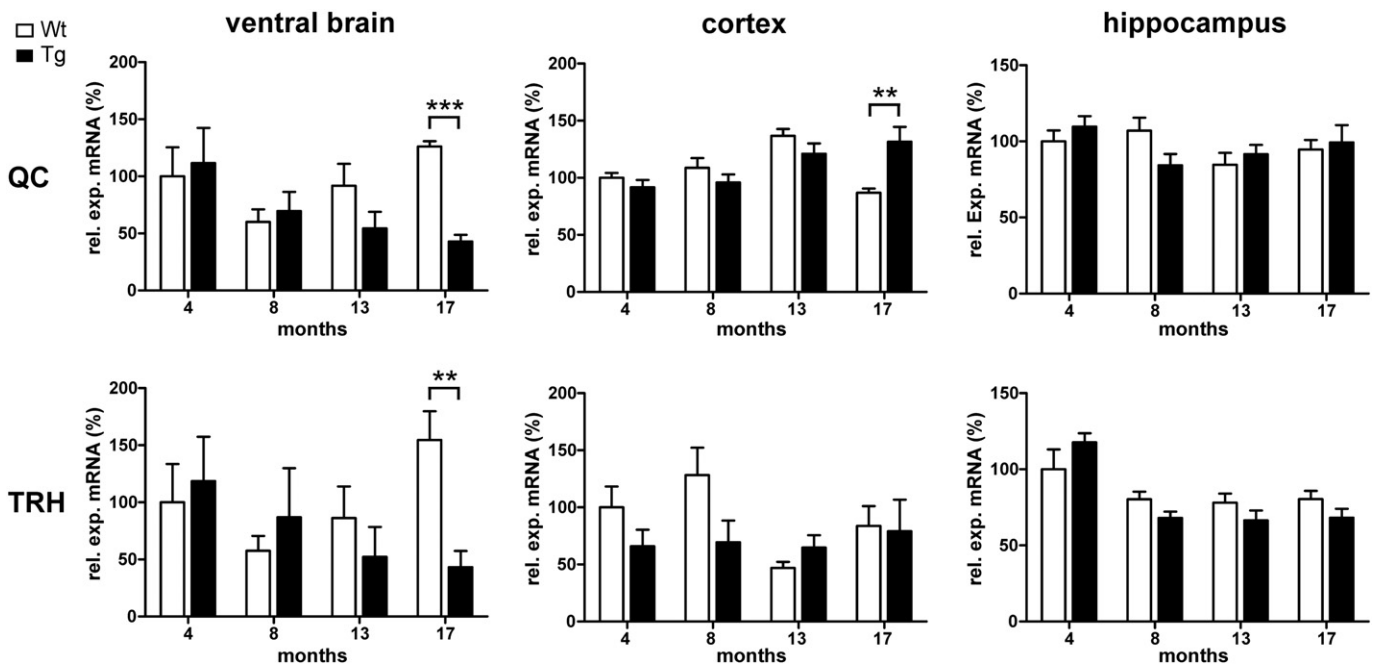 Wt
Tg
ventral brain
cortex
hippocampus
QC
rel. exp. mRNA (%)
200
150
100
50
0
***
4 8 13 17
months
rel. exp. mRNA (%)
200
150
100
50
0
**
4 8 13 17
months
rel. Exp. mRNA (%)
150
100
50
0
4 8 13 17
months
TRH
rel. exp. mRNA (%)
200
150
100
50
0
**
4 8 13 17
months
rel. exp. mRNA (%)
200
150
100
50
0
4 8 13 17
months
rel. exp. mRNA (%)
150
100
50
0
4 8 13 17
months